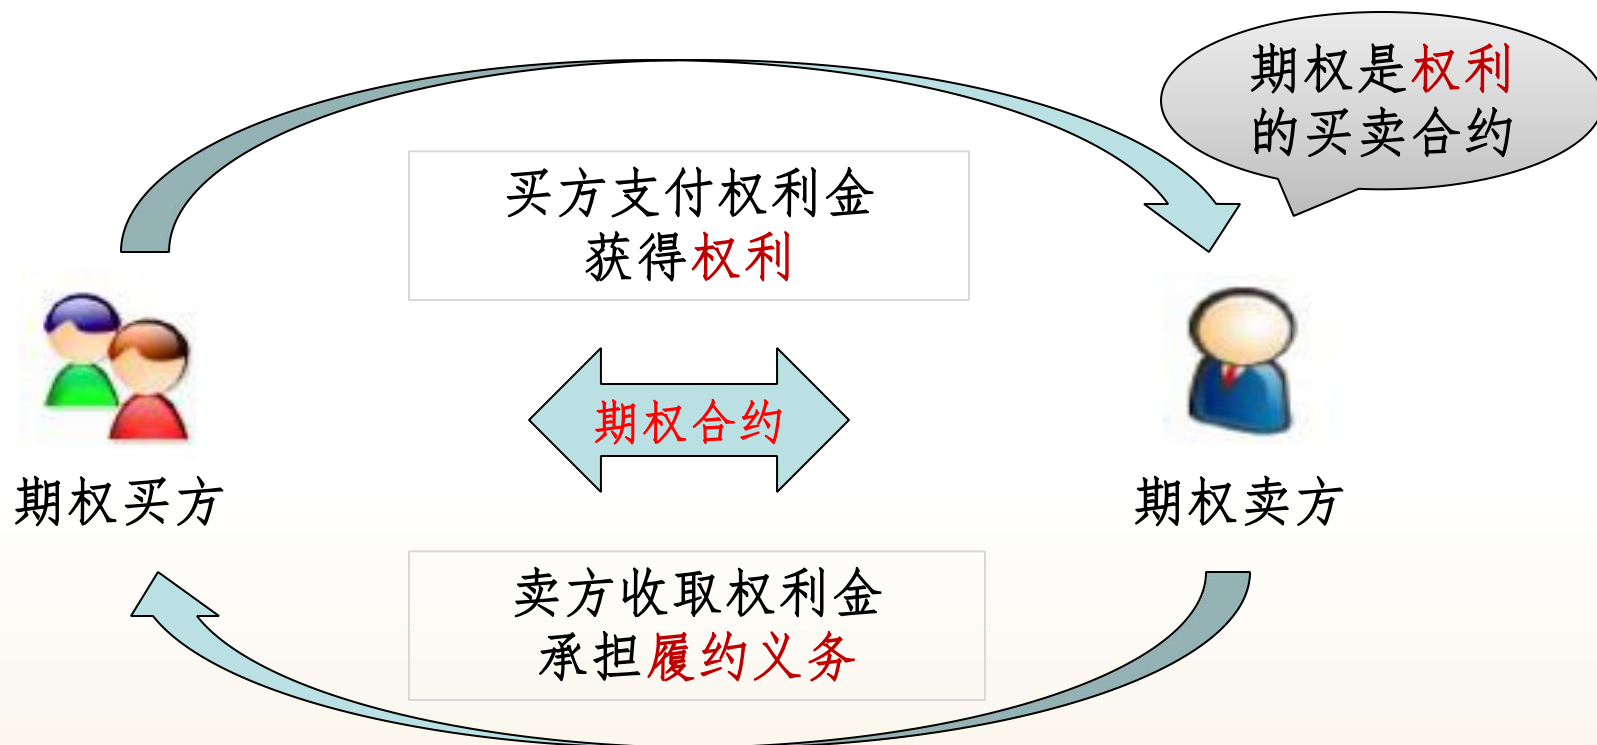 期权是权利
的买卖合约
买方支付权利金
获得权利
期权合约
期权买方
期权卖方
卖方收取权利金
承担履约义务